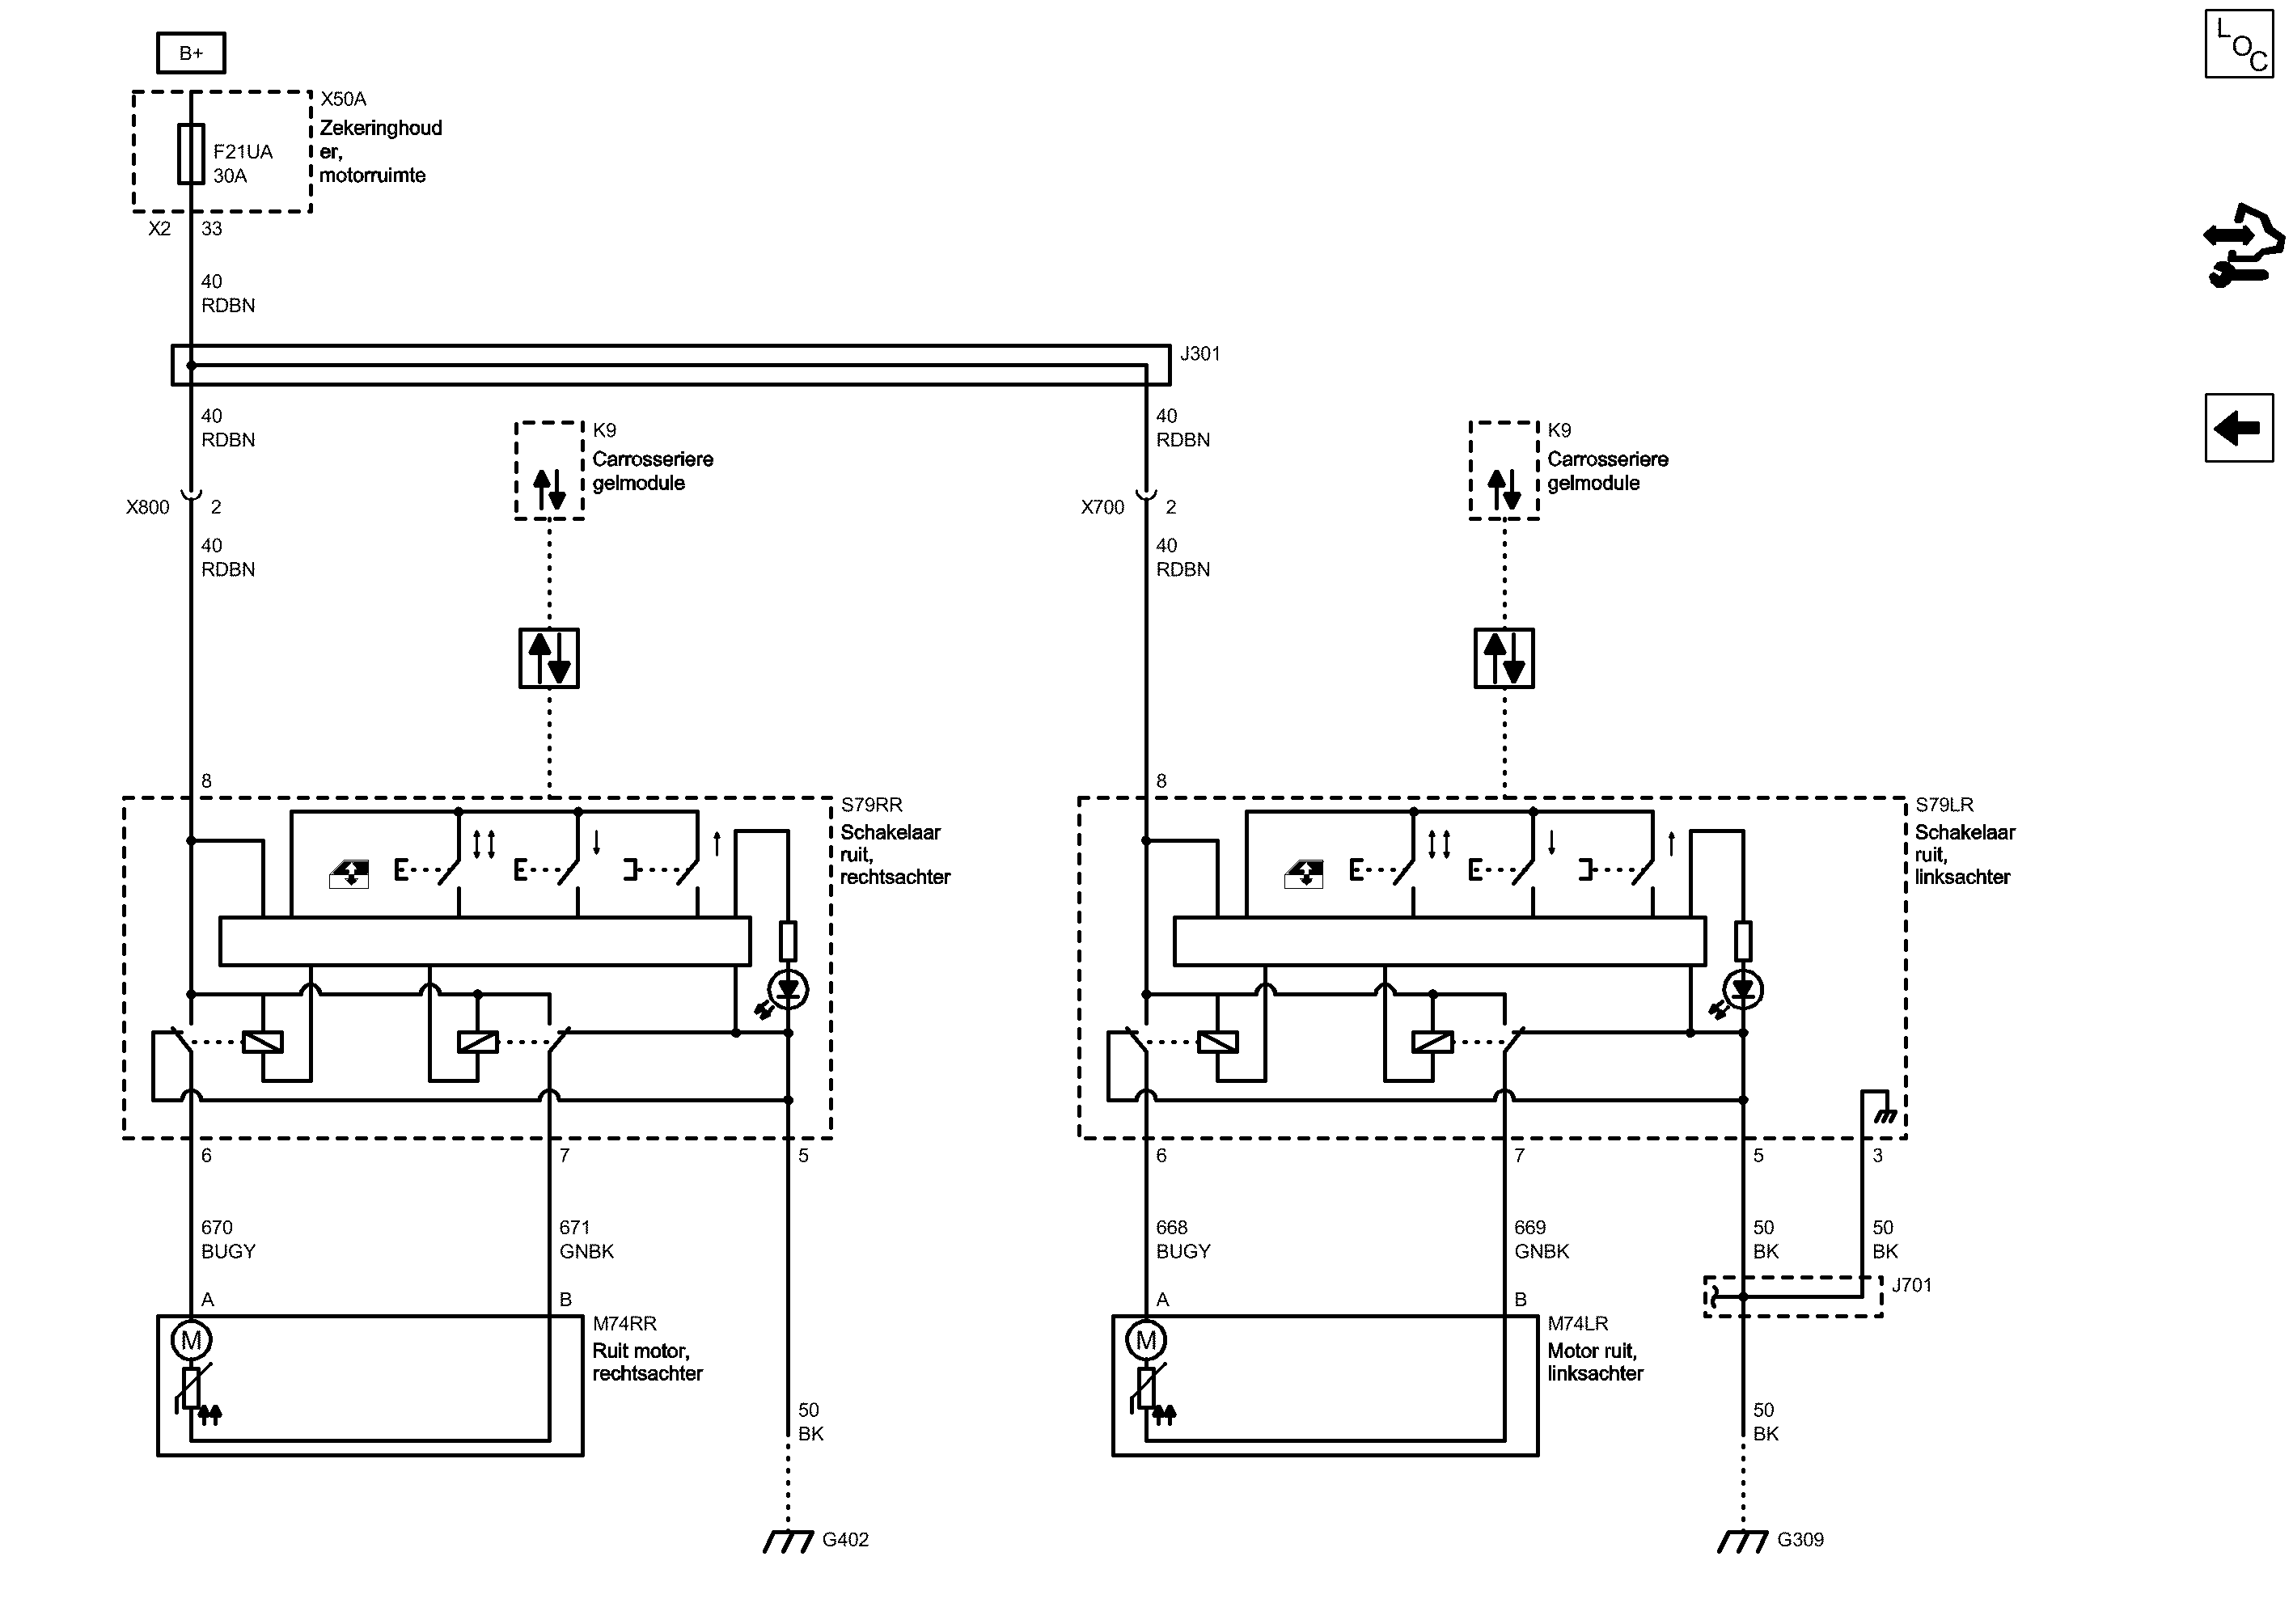 B+
X50A
Zekeringhoud
er,
motorruimte
F21UA
30A
X2
33
40
RDBN
J301
40
RDBN
40
RDBN
K9
Carrosseriere
gelmodule
K9
Carrosseriere
gelmodule
X800
2
X700
2
40
RDBN
40
RDBN
8
8
S79RR
Schakelaar
ruit,
rechtsachter
S79LR
Schakelaar
ruit,
linksachter
6
7
5
6
7
5
3
670
BUGY
671
GNBK
668
BUGY
669
GNBK
50
BK
50
BK
J701
A
B
A
B
M74RR
Ruit motor,
rechtsachter
M
M74LR
Motor ruit,
linksachter
M
50
BK
50
BK
G402
G309
LOC